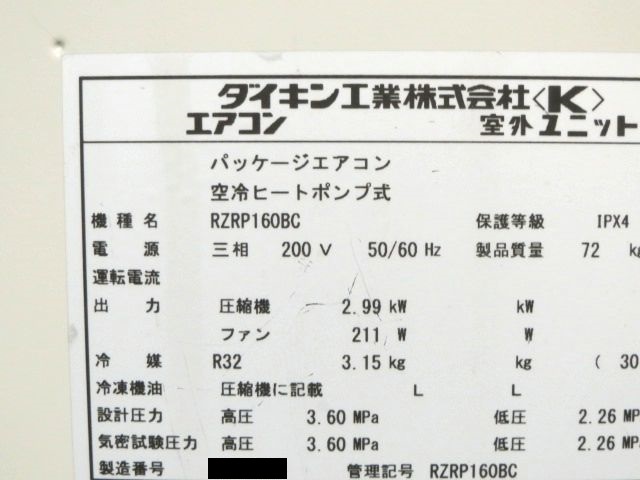 ダイキン工業株式会社〈K〉
エアコン 室外ユニット
パッケージエアコン
空冷ヒートポンプ式
機種名 RZRP160BC 保護等級 IPX4
電源 三相 200 V 50/60 Hz 製品質量 72 kg
運転電流
出力 圧縮機 2.99 kW kW
ファン 211 W W
冷媒 R32 3.15 kg kg ( 30
冷凍機油 圧縮機に記載 L L
設計圧力 高圧 3.60 MPa 低圧 2.26 MP
気密試験圧力 高圧 3.60 MPa 低圧 2.26 MP
製造番号 管理記号 RZRP160BC